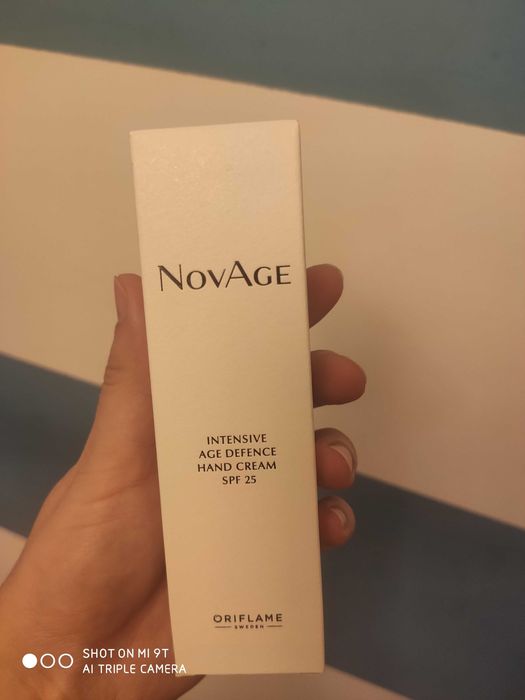 NOVAGE
INTENSIVE
AGE DEFENCE
HAND CREAM
SPF 25
ORIFLAME
SWEDEN
SHOT ON MI 9T
AI TRIPLE CAMERA